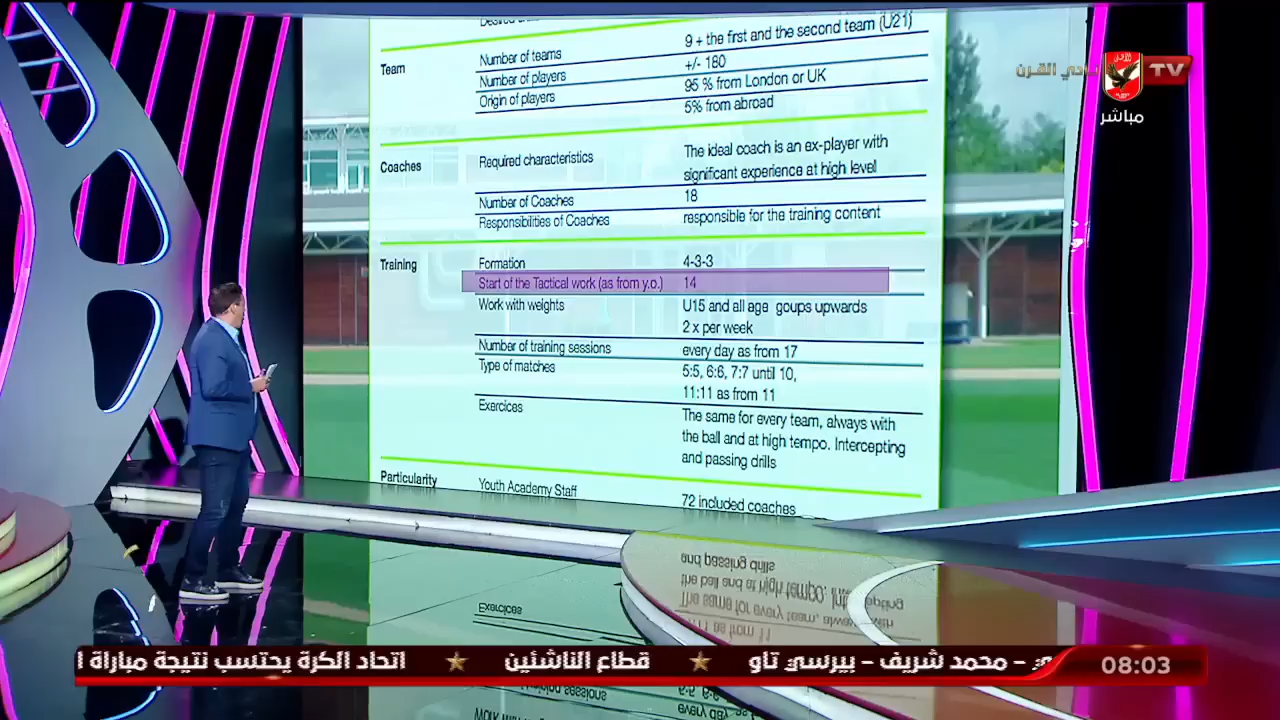 Number of teams
9 + the first and the second team (U21)
Team
Number of players
+/- 180
Origin of players
95 % from London or UK
5% from abroad
Coaches
Required characteristics
The ideal coach is an ex-player with
significant experience at high level
Number of Coaches
18
Responsibilities of Coaches
responsible for the training content
Training
Formation
4-3-3
Start of the Tactical work (as from y.o.)
14
Work with weights
U15 and all age goups upwards
2 x per week
Number of training sessions
every day as from 17
Type of matches
5:5, 6:6, 7:7 until 10,
11:11 as from 11
Exercices
The same for every team, always with
the ball and at high tempo. Intercepting
and passing drills
Particularity
Youth Academy Staff
72 included coaches
نادي القرن
TV
مباشر
– محمد شريف – بيرسي تاو ★ قطاع الناشئين ★ اتحاد الكرة يحتسب نتيجة مباراة
08:03